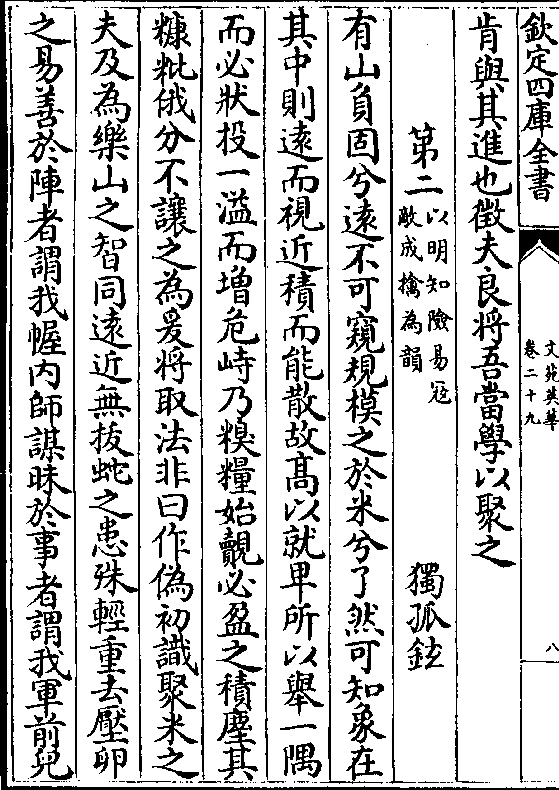 欽定四庫全書
文苑英華
卷二十九
八
肯與其進也徵夫良將吾當學以聚之
第二
以明知險易冦
敵成擒為韻
獨孤鉉
有山負固兮遠不可窺規模之於米兮了然可知象在
其中則遠而視近積而能散故髙以就卑所以舉一隅
而必狀投一溢而增危峙乃糗糧始覿必盈之積塵其
糠粃俄分不讓之為爰將取法非曰作偽初識聚米之
夫及為樂山之智同遠近無拔蛇之患殊輕重去壓卵
之易善於陣者謂我幄内師謀昧於事者謂我軍前兒